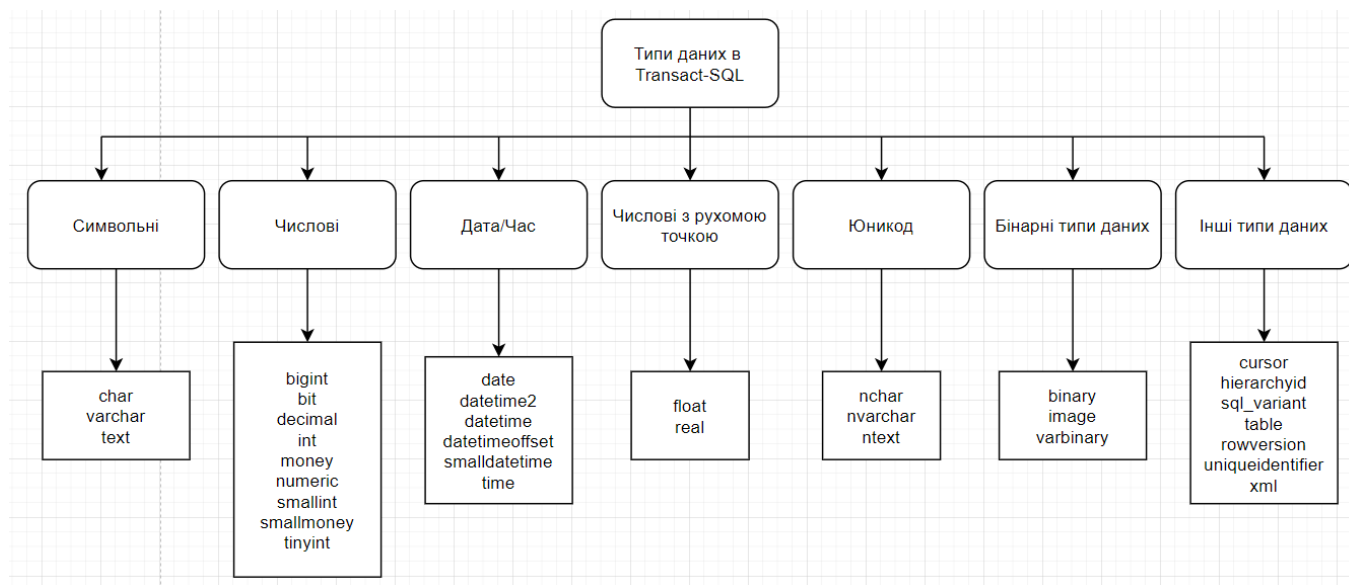 Типи даних в
Transact-SQL
Символьні
Числові
Дата/Час
Числові з рухомою
точкою
Юникод
Бінарні типи даних
Інші типи даних
char
varchar
text
bigint
bit
decimal
int
money
numeric
smallint
smallmoney
tinyint
date
datetime2
datetime
datetimeoffset
smalldatetime
time
float
real
nchar
nvarchar
ntext
binary
image
varbinary
cursor
hierarchyid
sql_variant
table
rowversion
uniqueidentifier
xml